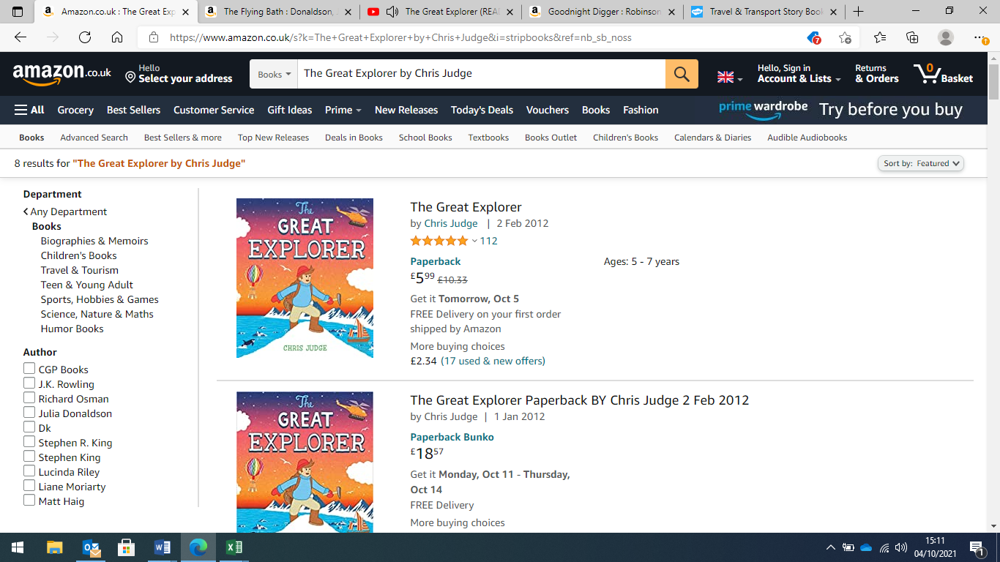 Amazon.co.uk : The Great Exp
The Flying Bath : Donaldson, J
The Great Explorer (REA
Goodnight Digger : Robinson
Travel & Transport Story Book
https://www.amazon.co.uk/s?k=The+Great+Explorer+by+Chris+Judge&i=stripbooks&ref=nb_sb_noss
7
amazon.co.uk
Hello
Select your address
Books
The Great Explorer by Chris Judge
Hello, Sign in
Account & Lists
Returns
& Orders
0
Basket
All
Grocery
Best Sellers
Customer Service
Gift Ideas
Prime
New Releases
Today's Deals
Vouchers
Books
Fashion
prime wardrobe
Try before you buy
Books
Advanced Search
Best Sellers & more
Top New Releases
Deals in Books
School Books
Textbooks
Books Outlet
Children's Books
Calendars & Diaries
Audible Audiobooks
8 results for "The Great Explorer by Chris Judge"
Sort by: Featured
Department
Any Department
Books
Biographies & Memoirs
Children's Books
Travel & Tourism
Teen & Young Adult
Sports, Hobbies & Games
Science, Nature & Maths
Humor Books
Author
CGP Books
J.K. Rowling
Richard Osman
Julia Donaldson
Dk
Stephen R. King
Stephen King
Lucinda Riley
Liane Moriarty
Matt Haig
The
GREAT
EXPLORER
CHRIS JUDGE
The Great Explorer
by Chris Judge | 2 Feb 2012
112
Paperback
£5.99 £10.33
Get it Tomorrow, Oct 5
FREE Delivery on your first order
shipped by Amazon
More buying choices
£2.34 (17 used & new offers)
Ages: 5 - 7 years
The
GREAT
EXPLORER
The Great Explorer Paperback BY Chris Judge 2 Feb 2012
by Chris Judge | 1 Jan 2012
Paperback Bunko
£18.57
Get it Monday, Oct 11 - Thursday,
Oct 14
FREE Delivery
More buying choices
15:11
04/10/2021
1